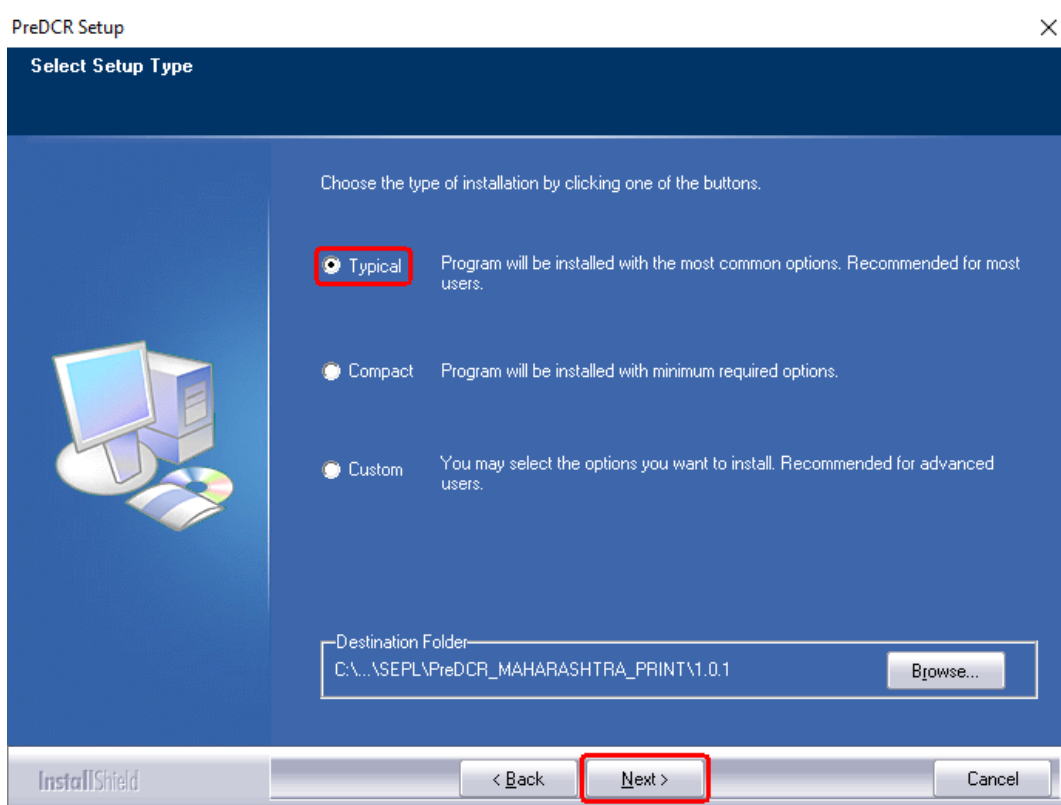 PreDCR Setup
Select Setup Type
Choose the type of installation by clicking one of the buttons.
Typical
Program will be installed with the most common options. Recommended for most
users.
Compact
Program will be installed with minimum required options.
Custom
You may select the options you want to install. Recommended for advanced
users.
Destination Folder
C:\...\SEPL\PreDCR_MAHARASHTRA_PRINT\1.0.1
Browse...
InstallShield
< Back
Next >
Cancel